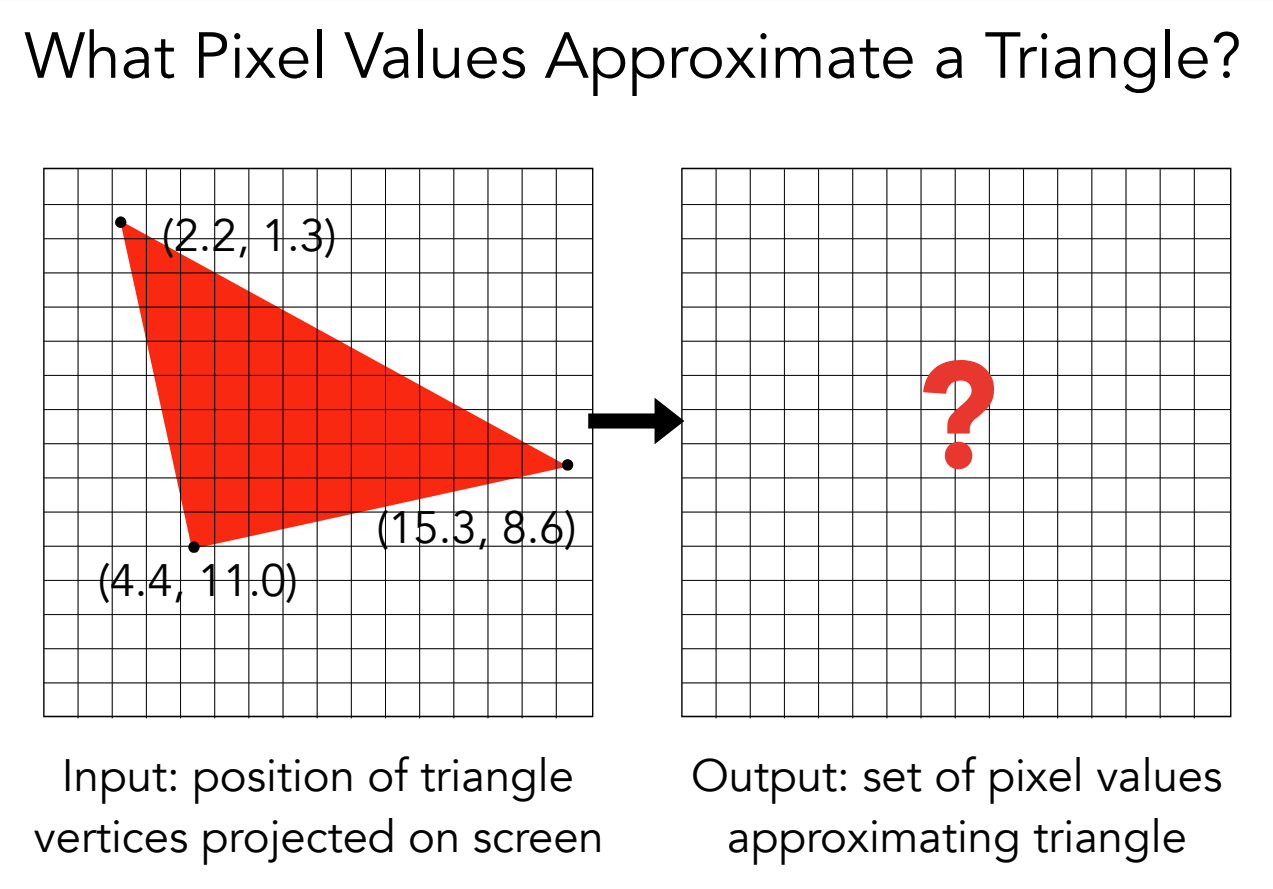 What Pixel Values Approximate a Triangle?
(2.2, 1.3)
(15.3, 8.6)
(4.4, 11.0)
?
Input: position of triangle
vertices projected on screen
Output: set of pixel values
approximating triangle